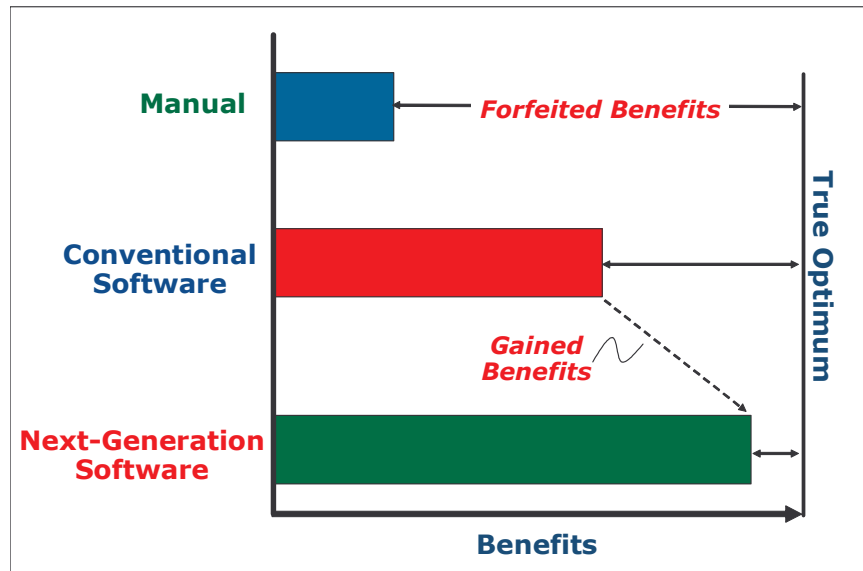 Manual
Forfeited Benefits
True Optimum
Conventional
Software
Gained
Benefits
Next-Generation
Software
Benefits